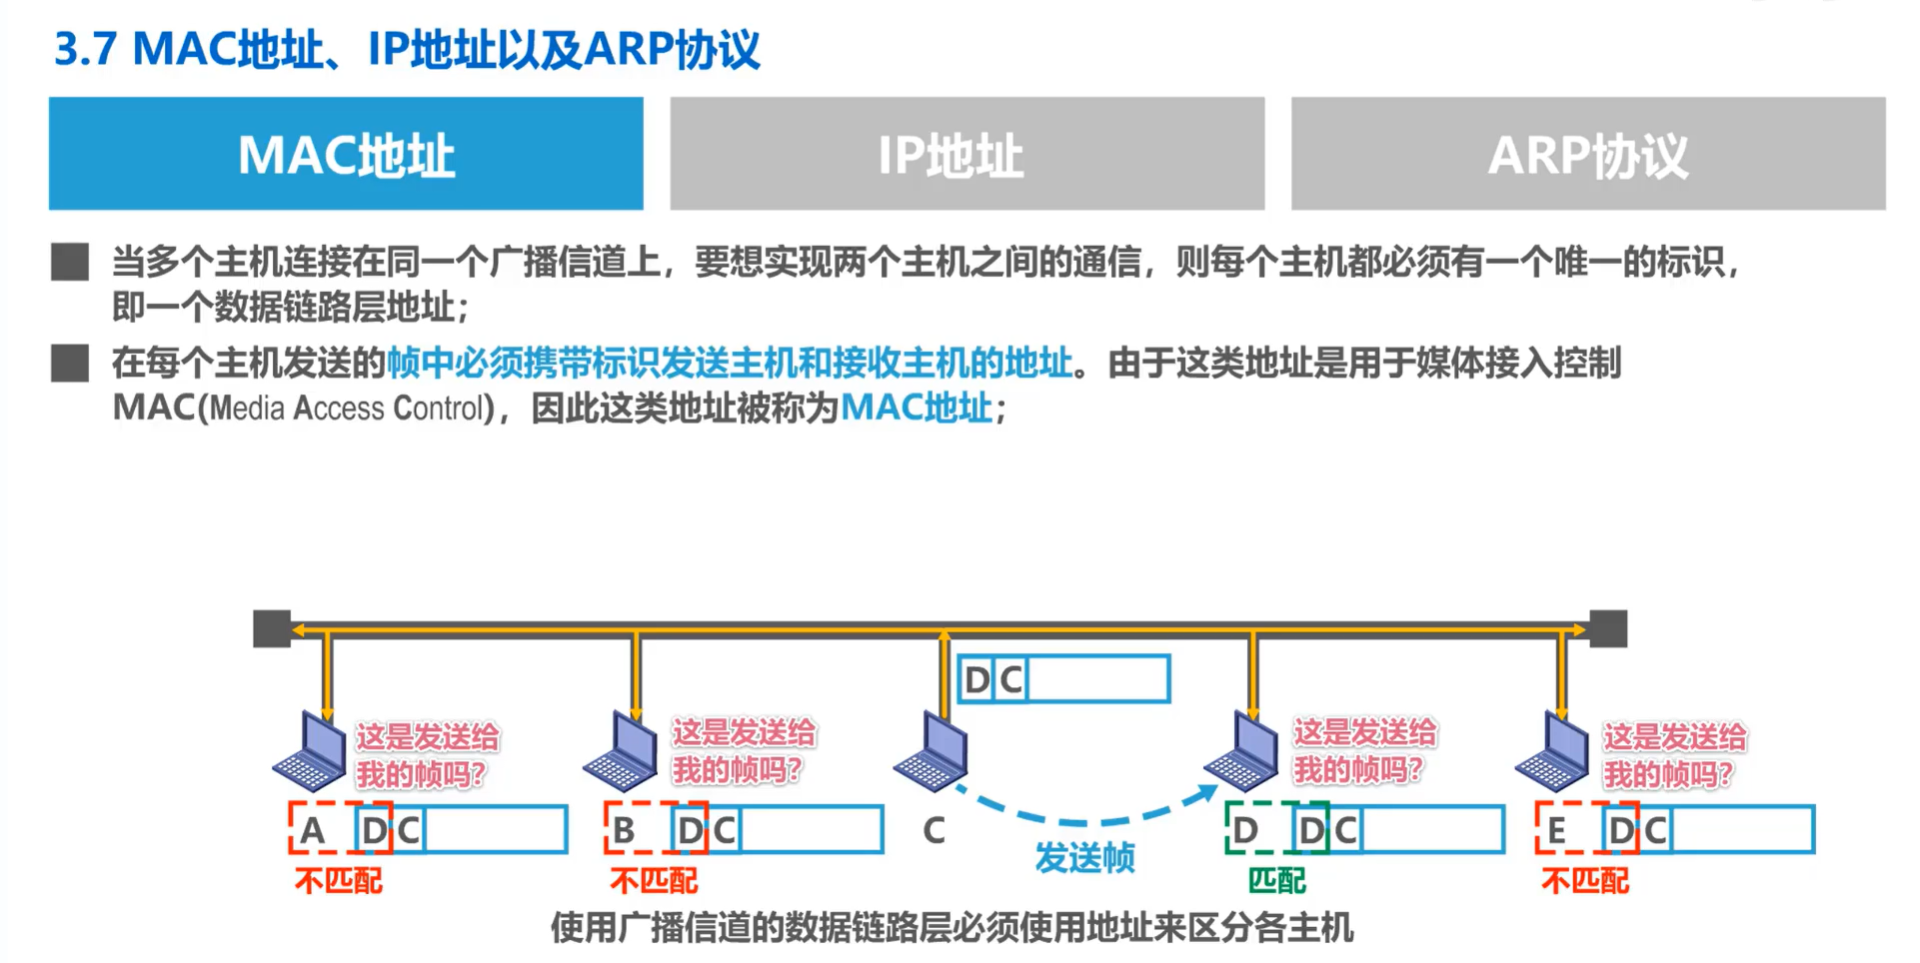 3.7 MAC地址、IP地址以及ARP协议
MAC地址
IP地址
ARP协议
当多个主机连接在同一个广播信道上，要想实现两个主机之间的通信，则每个主机都必须有一个唯一的标识，
即一个数据链路层地址；
在每个主机发送的帧中必须携带标识发送主机和接收主机的地址。由于这类地址是用于媒体接入控制
MAC(Media Access Control)，因此这类地址被称为MAC地址；
D C
这是发送给
我的帧吗？
这是发送给
我的帧吗？
这是发送给
我的帧吗？
这是发送给
我的帧吗？
A D C
B D C
C
D D C
E D C
发送帧
不匹配
不匹配
匹配
不匹配
使用广播信道的数据链路层必须使用地址来区分各主机